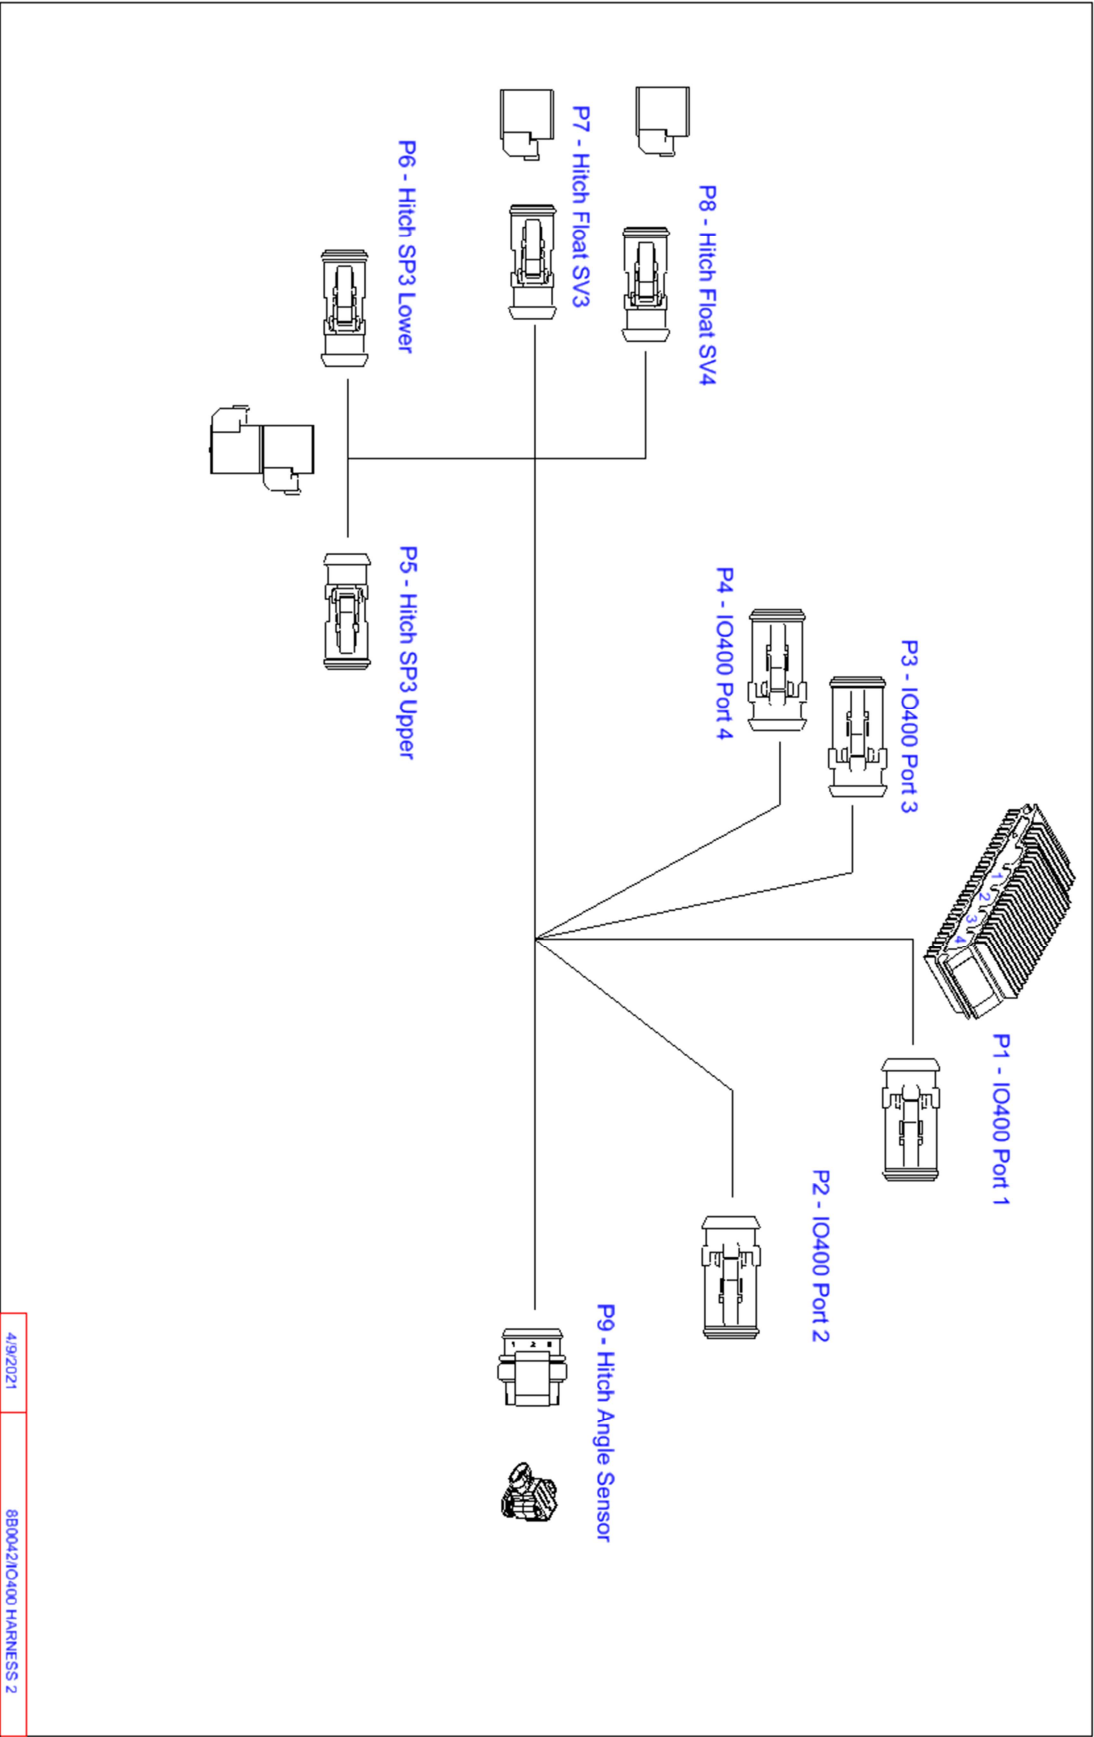 P1 - IO400 Port 1
1
2
3
4
P3 - IO400 Port 3
P4 - IO400 Port 4
P2 - IO400 Port 2
P8 - Hitch Float SV4
P7 - Hitch Float SV3
P9 - Hitch Angle Sensor
1 2
P6 - Hitch SP3 Lower
P5 - Hitch SP3 Upper
4/9/2021
8B0042/IO400 HARNESS 2